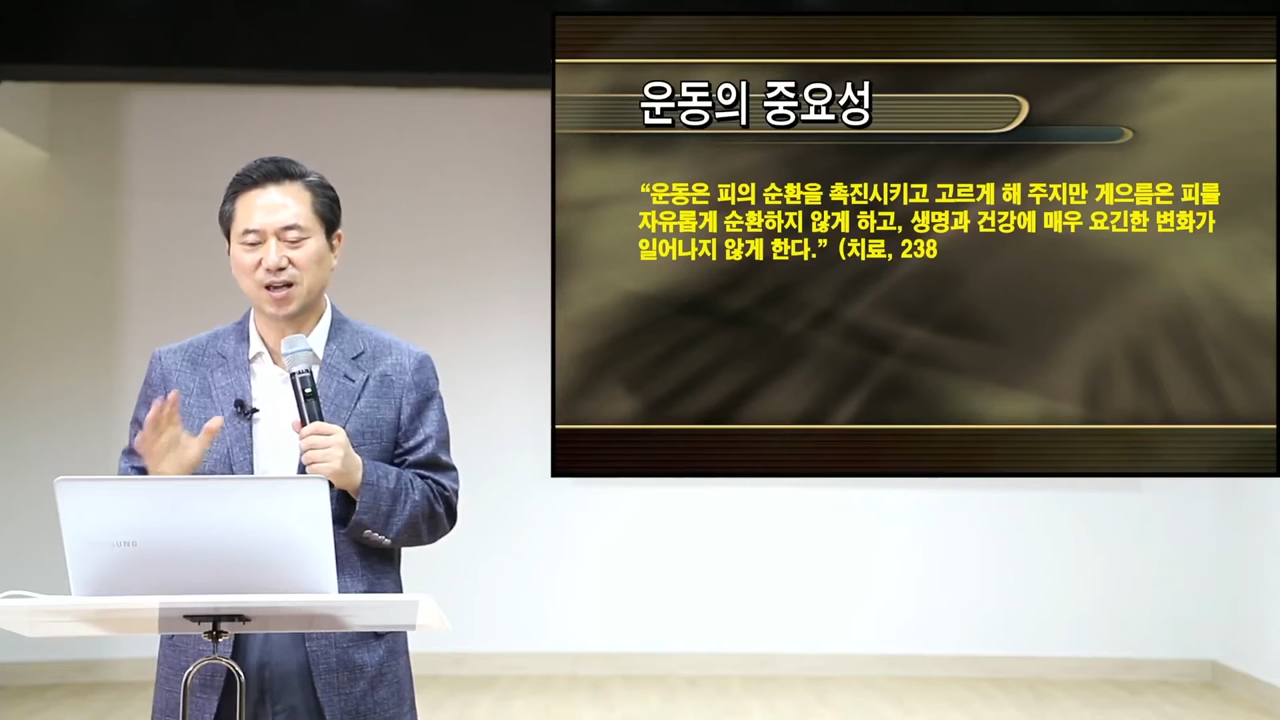 운동의 중요성
“운동은 피의 순환을 촉진시키고 고르게 해 주지만 게으름은 피를
자유롭게 순환하지 않게 하고, 생명과 건강에 매우 요긴한 변화가
일어나지 않게 한다.” (치료, 238